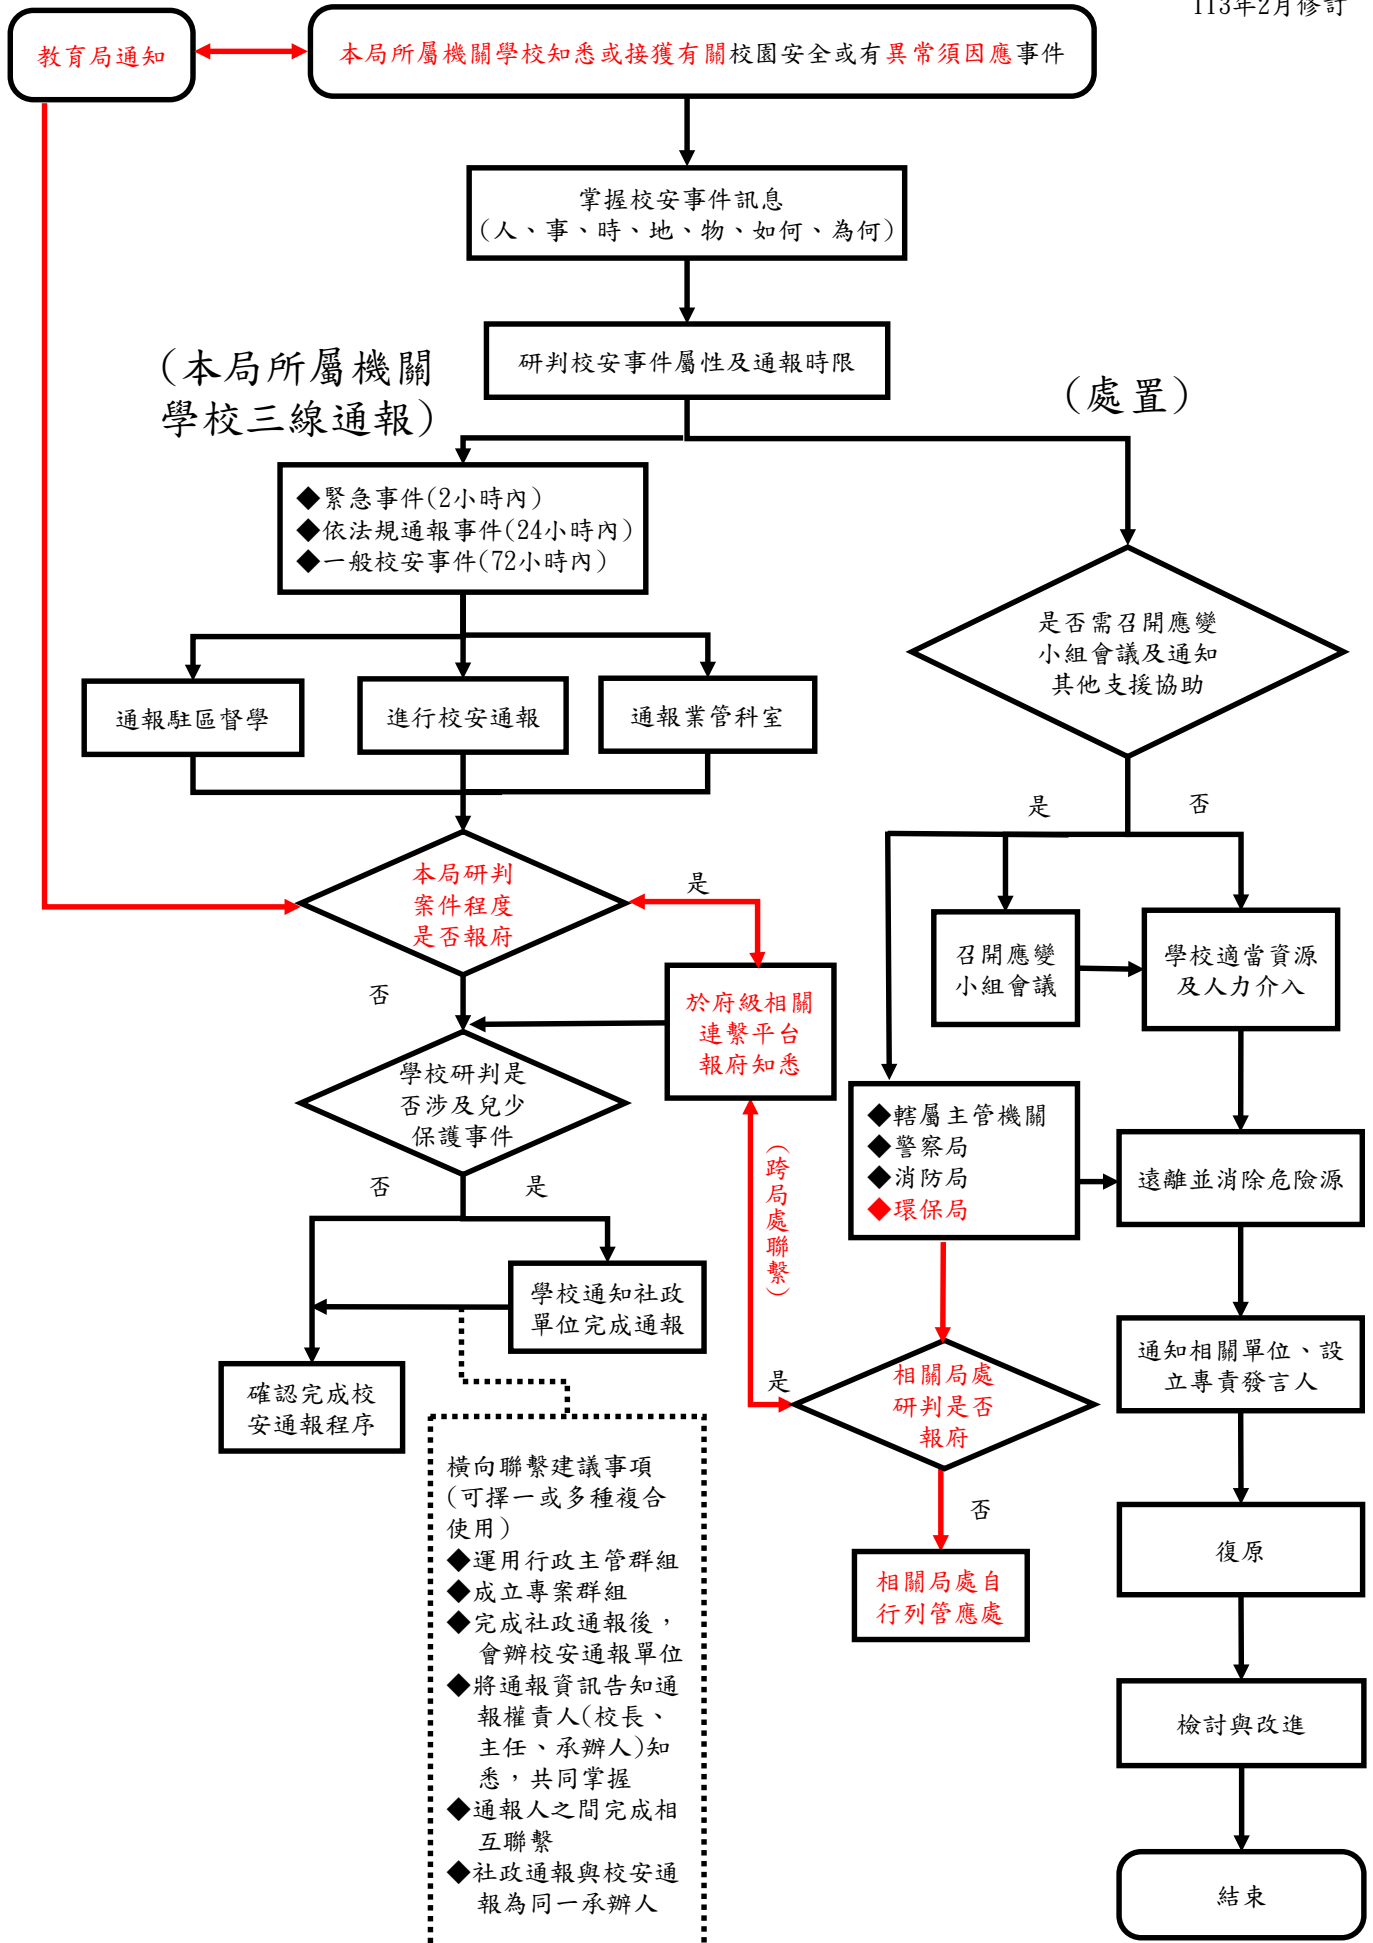 113年2月修訂
教育局通知
本局所屬機關學校知悉或接獲有關校園安全或有異常須因應事件
掌握校安事件訊息
(人、事、時、地、物、如何、為何)
研判校安事件屬性及通報時限
(本局所屬機關
學校三線通報)
(處置)
◆緊急事件(2小時內)
◆依法規通報事件(24小時內)
◆一般校安事件(72小時內)
是否需召開應變
小組會議及通知
其他支援協助
通報駐區督學
進行校安通報
通報業管科室
是
否
本局研判
案件程度
是否報府
是
否
召開應變
小組會議
學校適當資源
及人力介入
於府級相關
連繫平台
報府知悉
學校研判是
否涉及兒少
保護事件
否
是
(跨局處聯繫)
◆轄屬主管機關
◆警察局
◆消防局
◆環保局
遠離並消除危險源
學校通知社政
單位完成通報
確認完成校
安通報程序
是
相關局處
研判是否
報府
否
相關局處自
行列管應處
通知相關單位、設
立專責發言人
復原
檢討與改進
結束
橫向聯繫建議事項
(可擇一或多種複合
使用)
◆運用行政主管群組
◆成立專案群組
◆完成社政通報後，
會辦校安通報單位
◆將通報資訊告知通
報權責人(校長、
主任、承辦人)知
悉，共同掌握
◆通報人之間完成相
互聯繫
◆社政通報與校安通
報為同一承辦人